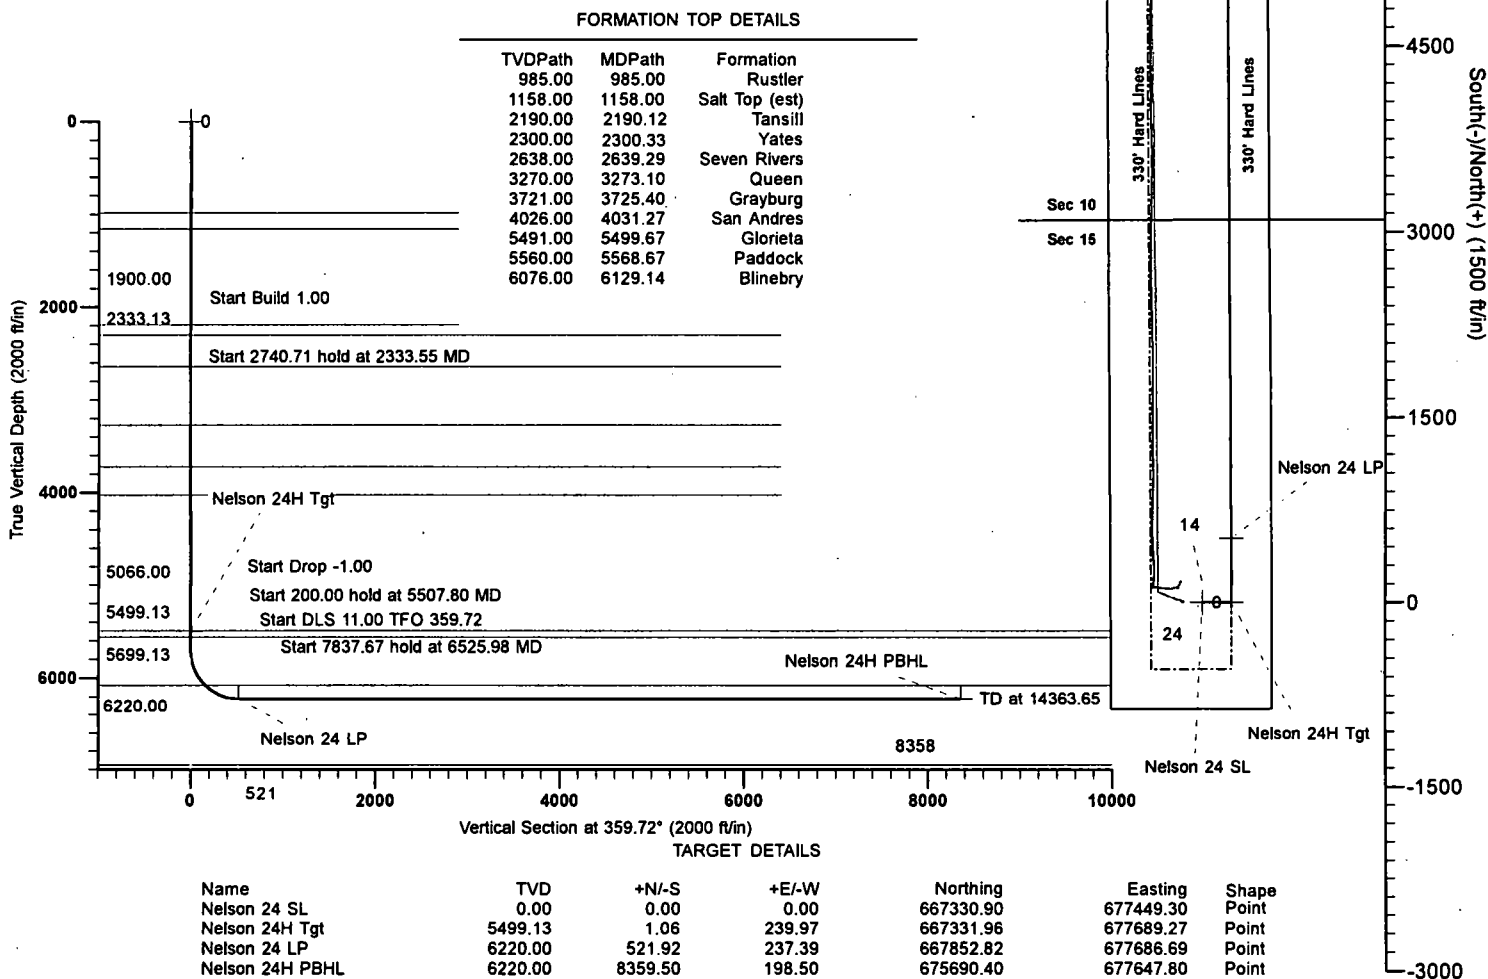 FORMATION TOP DETAILS
TVDPath MDPath Formation
985.00 985.00 Rustler
1158.00 1158.00 Salt Top (est)
2190.00 2190.12 Tansill
2300.00 2300.33 Yates
2638.00 2639.29 Seven Rivers
3270.00 3273.10 Queen
3721.00 3725.40 Grayburg
4026.00 4031.27 San Andres
5491.00 5499.67 Glorieta
5560.00 5568.67 Paddock
6076.00 6129.14 Blinebry
True Vertical Depth (2000 ft/in)
0
2000
4000
6000
0
1900.00
Start Build 1.00
2333.13
Start 2740.71 hold at 2333.55 MD
Nelson 24H Tgt
5066.00
Start Drop -1.00
Start 200.00 hold at 5507.80 MD
5499.13
Start DLS 11.00 TFO 359.72
Start 7837.67 hold at 6525.98 MD
5699.13
Nelson 24H PBHL
6220.00
TD at 14363.65
Nelson 24 LP
8358
0 2000 4000 6000 8000 10000
521
Vertical Section at 359.72° (2000 ft/in)
330' Hard Lines
330' Hard Lines
Sec 10
Sec 15
Nelson 24 LP
14
0
24
Nelson 24H Tgt
Nelson 24 SL
4500
3000
1500
0
-1500
-3000
South(-)/North(+) (1500 ft/in)
TARGET DETAILS
Name TVD +N/-S +E/-W Northing Easting Shape
Nelson 24 SL 0.00 0.00 0.00 667330.90 677449.30 Point
Nelson 24H Tgt 5499.13 1.06 239.97 667331.96 677689.27 Point
Nelson 24 LP 6220.00 521.92 237.39 667852.82 677686.69 Point
Nelson 24H PBHL 6220.00 8359.50 198.50 675690.40 677647.80 Point